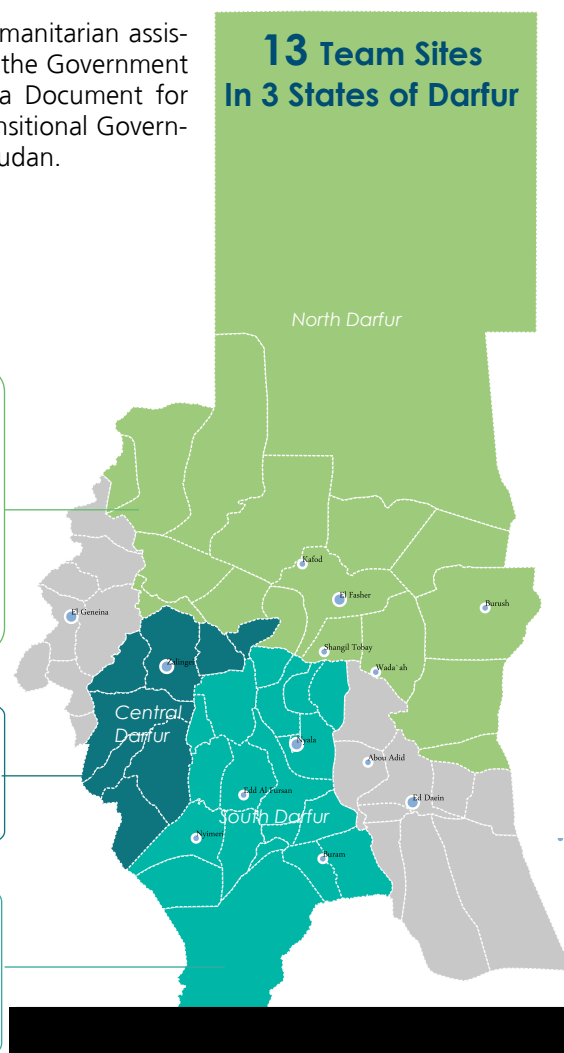 manitarian assis-
the Government
a Document for
nsitional Govern-
udan.
13 Team Sites
In 3 States of Darfur
North Darfur
Kafod
El Fasher
Burush
El Geneina
Shangil Tobay
Zalingei
Wada`ah
Central
Darfur
Nyala
Abou Adid
Edd Al Fursan
Ed Daein
South Darfur
Nyimeri
Buram